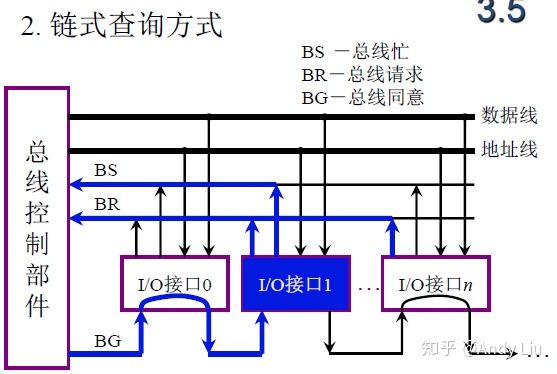 3.5
2. 链式查询方式
BS －总线忙
BR－总线请求
BG－总线同意
数据线
地址线
BS
BR
总线控制部件
I/O接口0
I/O接口1
…
I/O接口n
BG
知乎 @Andy Liu
…